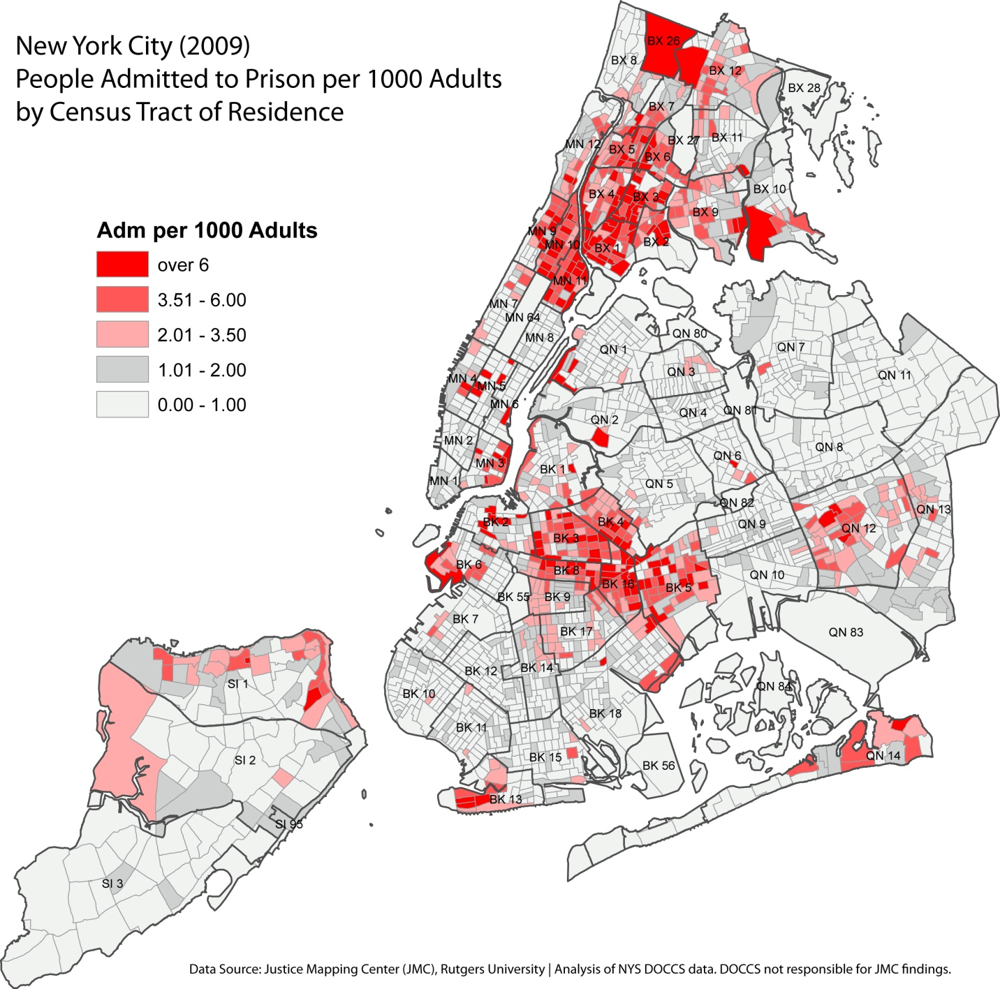 New York City (2009)
People Admitted to Prison per 1000 Adults
by Census Tract of Residence
Adm per 1000 Adults
over 6
3.51 - 6.00
2.01 - 3.50
1.01 - 2.00
0.00 - 1.00
BX 26
BX 8
BX 12
BX 28
BX 7
BX 27
BX 11
MN 12
BX 5
BX 6
BX 10
BX 4
BX 3
BX 9
MN 9
MN 10
BX 1
BX 2
MN 11
MN 7
MN 64
MN 8
QN 80
QN 1
QN 7
QN 3
QN 11
MN 4
MN 5
MN 6
QN 4
QN 81
QN 2
MN 2
QN 8
QN 6
MN 3
BK 1
MN 1
QN 5
QN 82
QN 13
BK 2
BK 4
QN 9
QN 12
BK 3
BK 6
BK 8
QN 10
BK 16
BK 5
BK 55
BK 9
BK 7
BK 17
QN 83
BK 12
BK 14
SI 1
QN 84
BK 10
BK 18
BK 11
SI 2
BK 15
QN 14
BK 56
BK 13
SI 95
SI 3
Data Source: Justice Mapping Center (JMC), Rutgers University | Analysis of NYS DOCCS data. DOCCS not responsible for JMC findings.